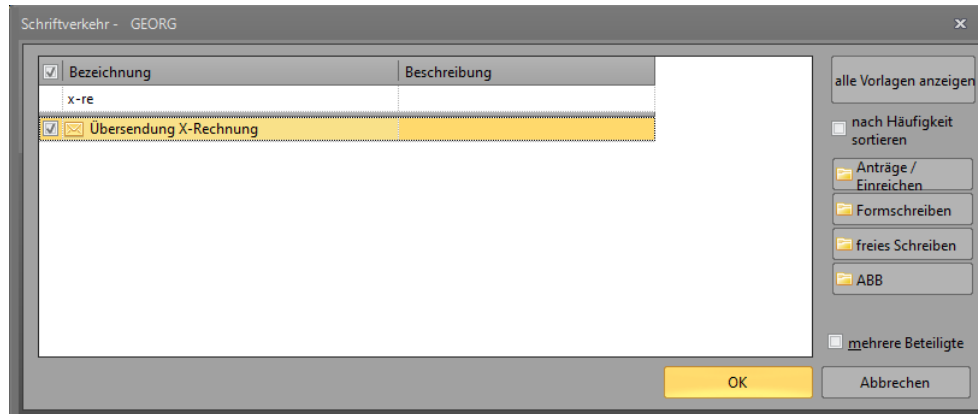 Schriftverkehr - GEORG
Bezeichnung Beschreibung
x-re
Übersendung X-Rechnung
alle Vorlagen anzeigen
nach Häufigkeit
sortieren
Anträge /
Einreichen
Formschreiben
freies Schreiben
ABB
mehrere Beteiligte
OK Abbrechen